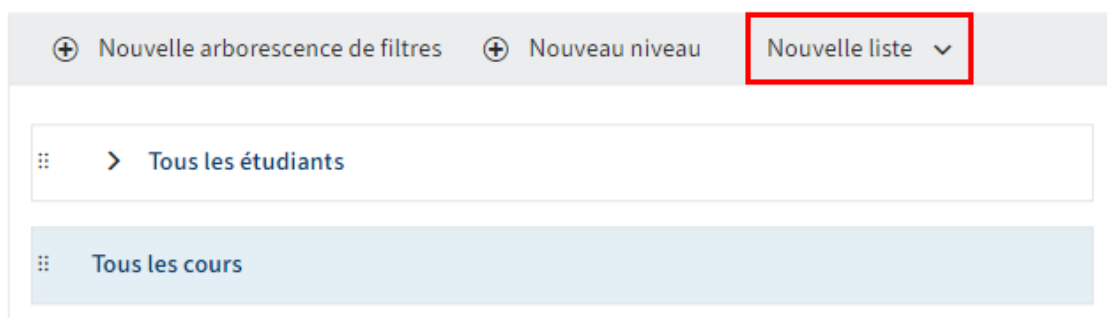 Nouvelle arborescence de filtres Nouveau niveau Nouvelle liste
Tous les étudiants
Tous les cours